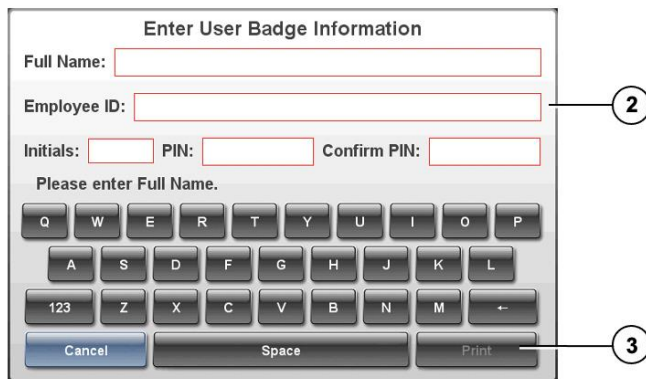 Enter User Badge Information
Full Name:
Employee ID:
2
Initials: PIN: Confirm PIN:
Please enter Full Name.
Q W E R T Y U I O P
A S D F G H J K L
123 Z X C V B N M ←
Cancel Space Print
3